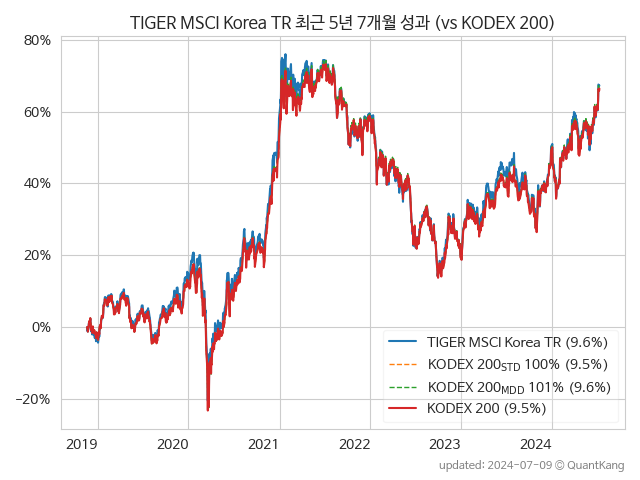 TIGER MSCI Korea TR 최근 5년 7개월 성과 (vs KODEX 200)
80%
60%
40%
20%
0%
−20%
TIGER MSCI Korea TR (9.6%)
KODEX 200STD 100% (9.5%)
KODEX 200MDD 101% (9.6%)
KODEX 200 (9.5%)
2019 2020 2021 2022 2023 2024
updated: 2024-07-09 © QuantKang